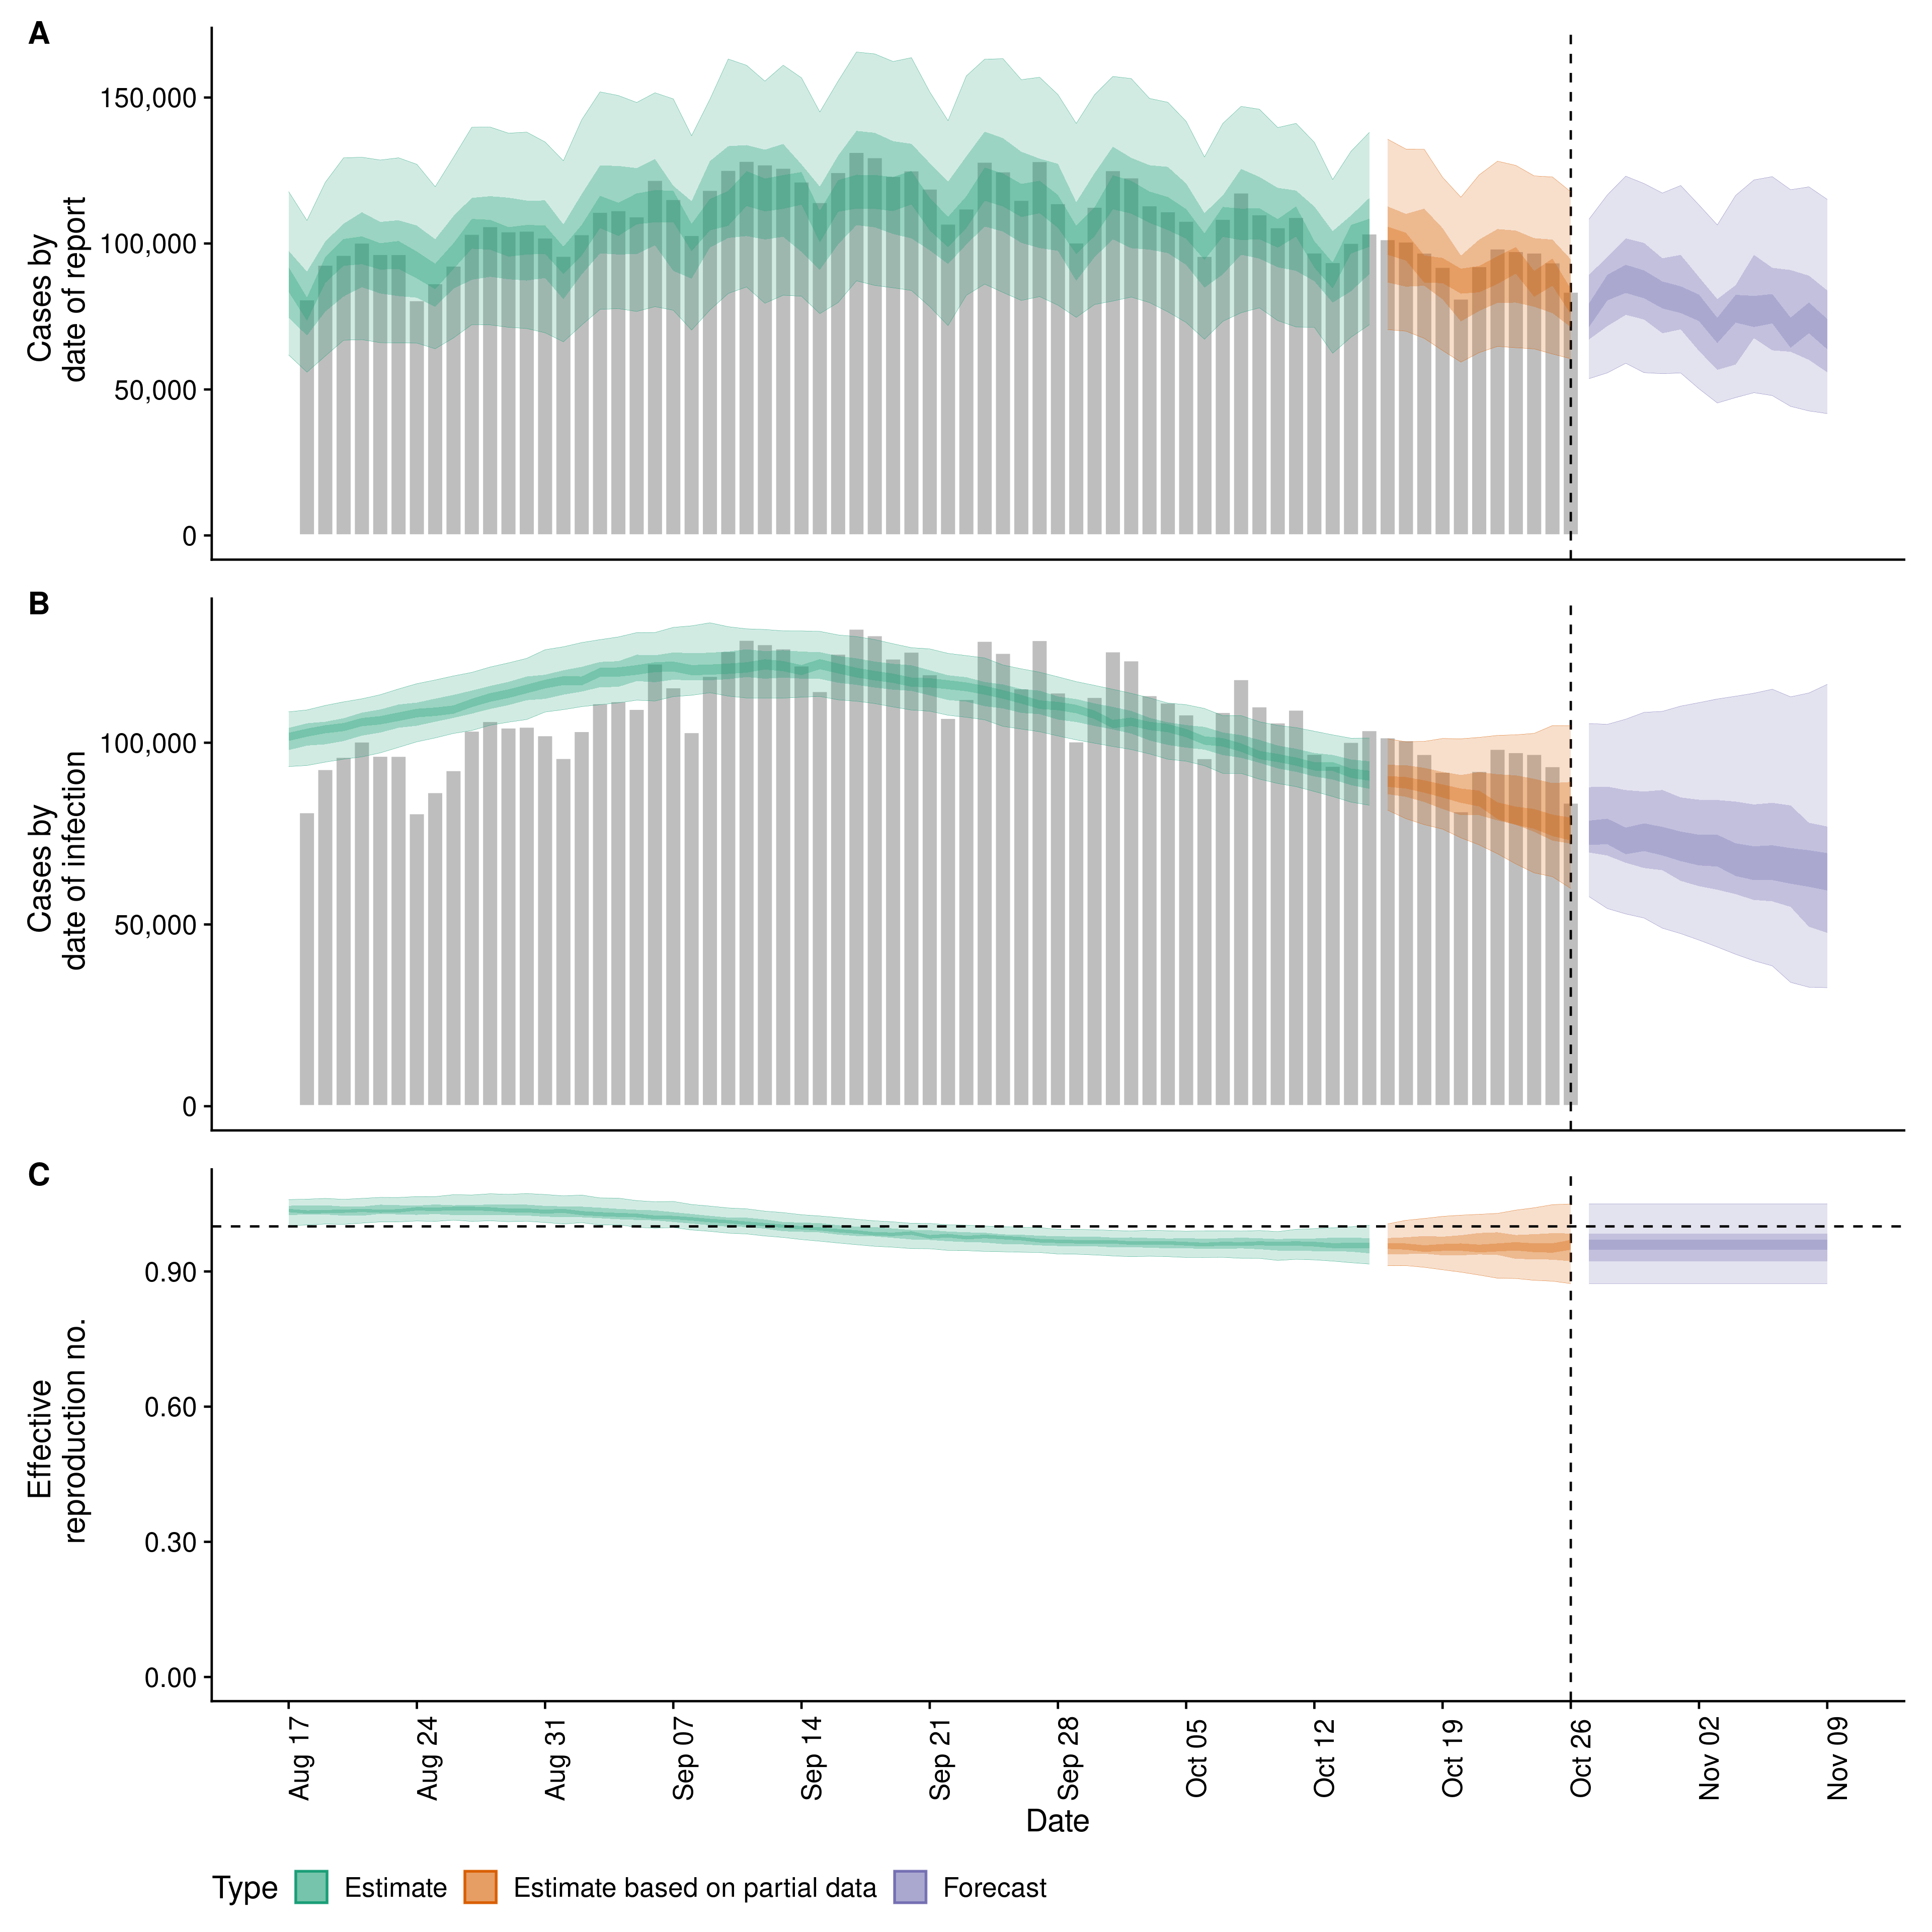 A
Cases by
date of report
150,000
100,000
50,000
0
B
Cases by
date of infection
100,000
50,000
0
C
Effective
reproduction no.
0.90
0.60
0.30
0.00
Aug 17
Aug 24
Aug 31
Sep 07
Sep 14
Sep 21
Sep 28
Oct 05
Oct 12
Oct 19
Oct 26
Nov 02
Nov 09
Date
Type Estimate Estimate based on partial data Forecast